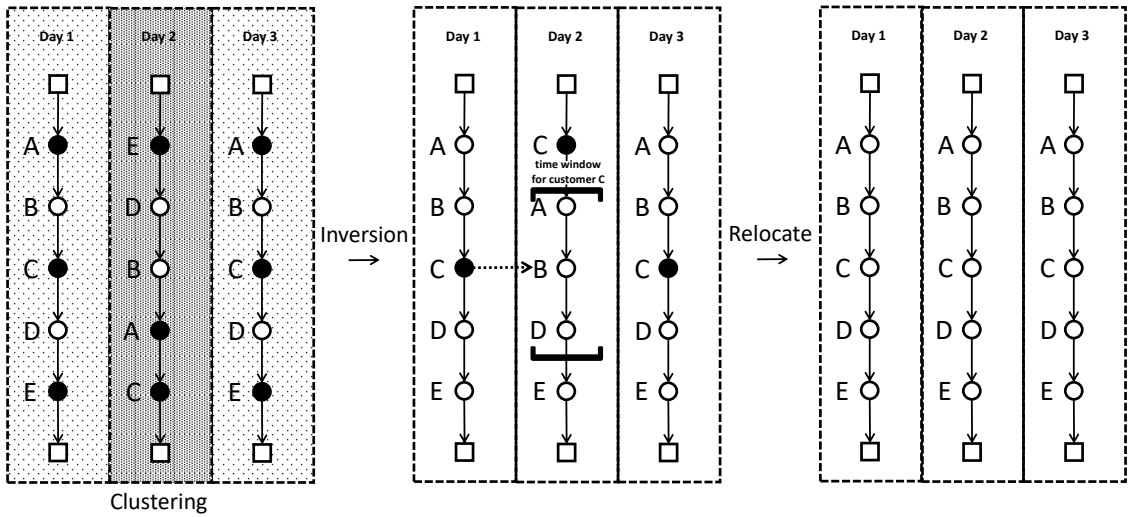 Day 1 Day 2 Day 3
A E A
B D B
C B C
D A D
E C E
Clustering
Inversion
→
Day 1 Day 2 Day 3
A C A
time window
for customer C
B A B
C B C
D D D
E E E
Relocate
→
Day 1 Day 2 Day 3
A A A
B B B
C C C
D D D
E E E